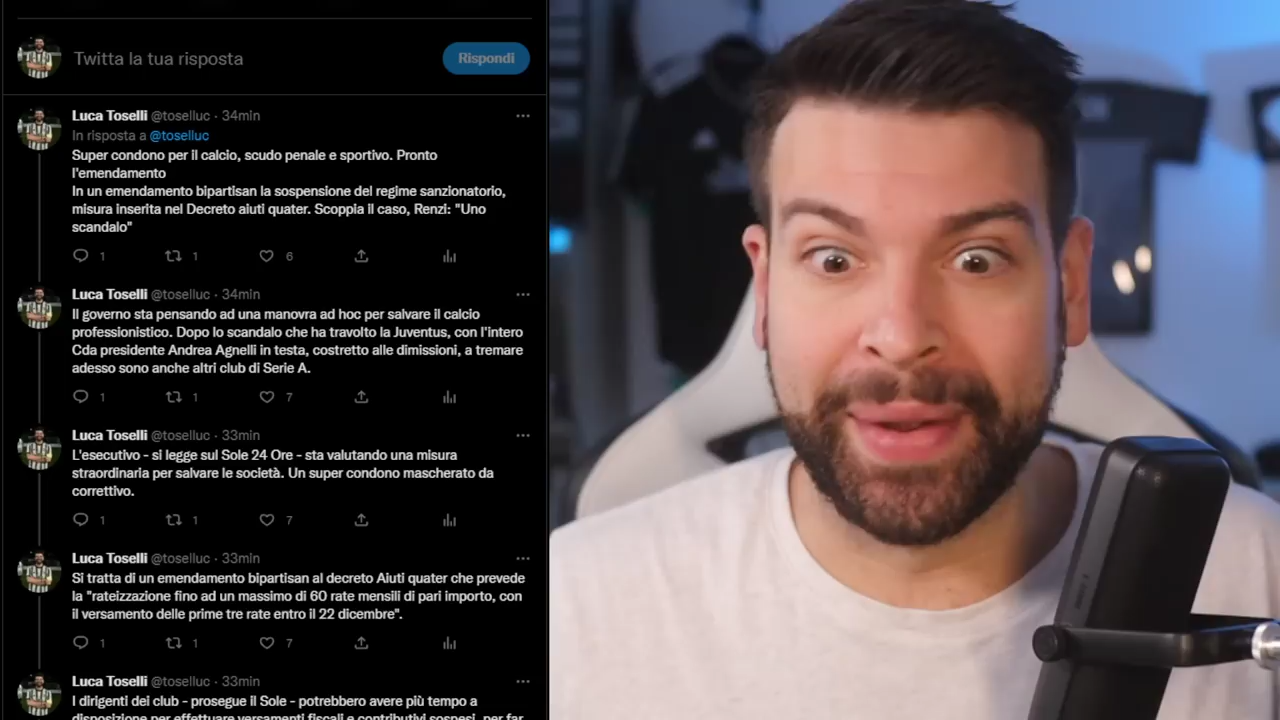 Twitta la tua risposta
Rispondi
Luca Toselli @toselluc · 34min
In risposta a @toselluc
Super condono per il calcio, scudo penale e sportivo. Pronto
l'emendamento
In un emendamento bipartisan la sospensione del regime sanzionatorio,
misura inserita nel Decreto aiuti quater. Scoppia il caso, Renzi: "Uno
scandalo"
1 1 6
Luca Toselli @toselluc · 34min
Il governo sta pensando ad una manovra ad hoc per salvare il calcio
professionistico. Dopo lo scandalo che ha travolto la Juventus, con l'intero
Cda presidente Andrea Agnelli in testa, costretto alle dimissioni, a tremare
adesso sono anche altri club di Serie A.
1 1 7
Luca Toselli @toselluc · 33min
L'esecutivo - si legge sul Sole 24 Ore - sta valutando una misura
straordinaria per salvare le società. Un super condono mascherato da
correttivo.
1 1 7
Luca Toselli @toselluc · 33min
Si tratta di un emendamento bipartisan al decreto Aiuti quater che prevede
la "rateizzazione fino ad un massimo di 60 rate mensili di pari importo, con
il versamento delle prime tre rate entro il 22 dicembre".
1 1 7
Luca Toselli @toselluc · 33min
I dirigenti dei club - prosegue il Sole - potrebbero avere più tempo a
disposizione per effettuare versamenti fiscali e contributivi sospesi, per far